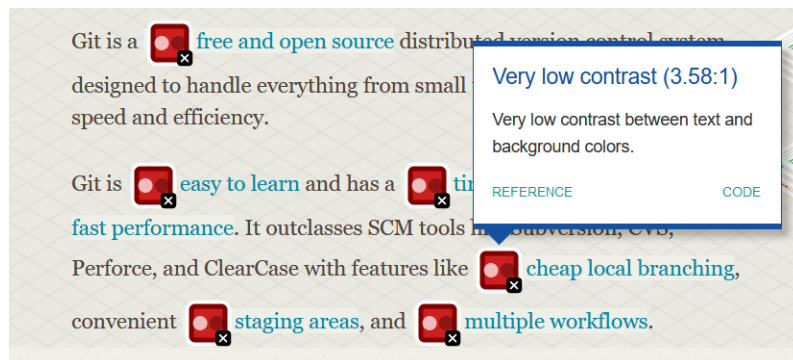 Git is a free and open source distributed version control system
designed to handle everything from small
speed and efficiency.
Git is easy to learn and has a
fast performance. It outclasses SCM tools Subversion, CVS,
Perforce, and ClearCase with features like cheap local branching,
convenient staging areas, and multiple workflows.
Very low contrast (3.58:1)
Very low contrast between text and
background colors.
REFERENCE
CODE